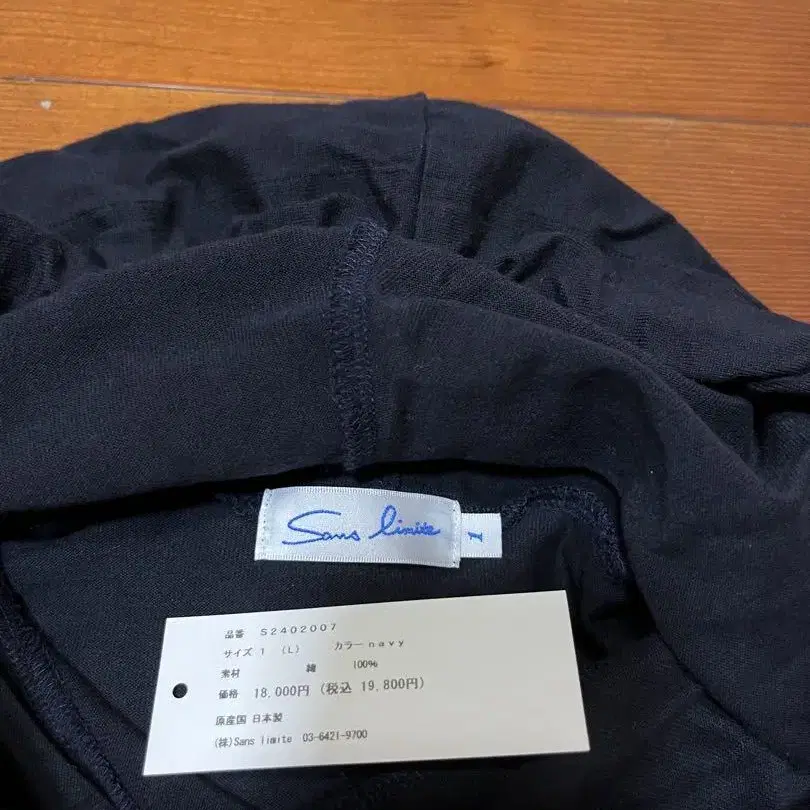 Sans limite
1
品番 S2402007
サイズ 1 (L) カラー navy
素材 綿 100%
価格 18,000円 (税込 19,800円)
原産国 日本製
(株)Sans limite 03-6421-9700